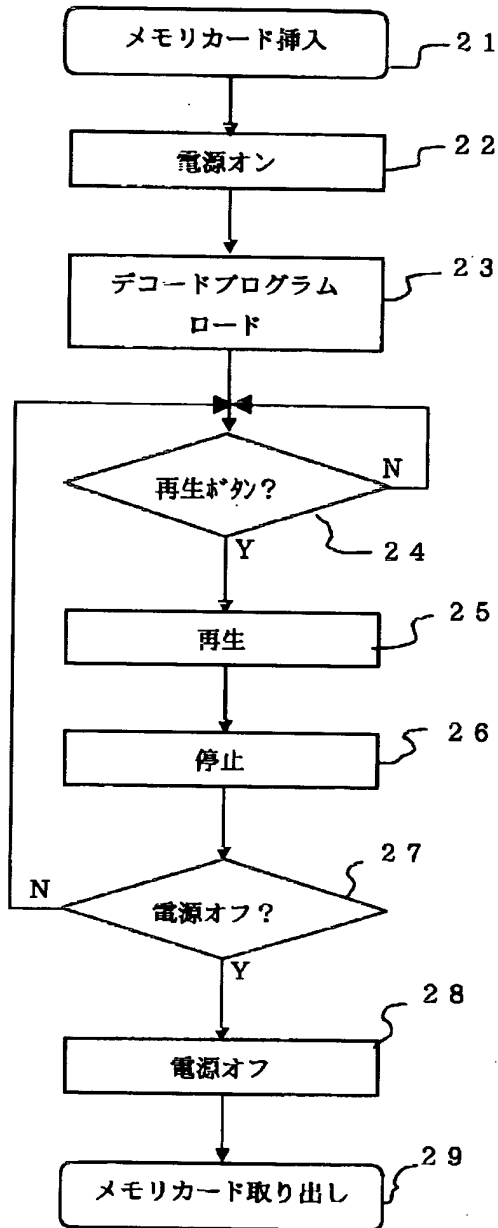 メモリカード挿入
２１
電源オン
２２
デコードプログラム
ロード
２３
再生ﾎﾞﾀﾝ？
N
２４
Y
再生
２５
停止
２６
電源オフ？
２７
N
Y
電源オフ
２８
メモリカード取り出し
２９